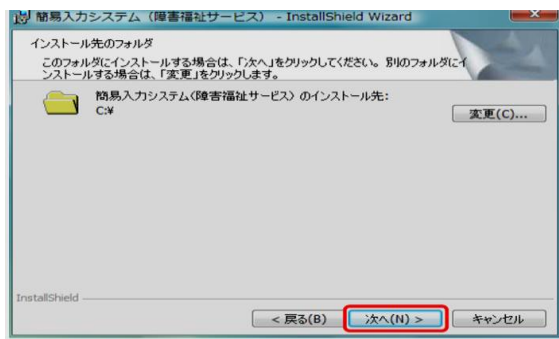 簡易入力システム（障害福祉サービス） - InstallShield Wizard
インストール先のフォルダ
このフォルダにインストールする場合は、「次へ」をクリックしてください。別のフォルダにイ
ンストールする場合は、「変更」をクリックします。
簡易入力システム(障害福祉サービス) のインストール先:
C:¥
変更(C)...
InstallShield
< 戻る(B)
次へ(N) >
キャンセル